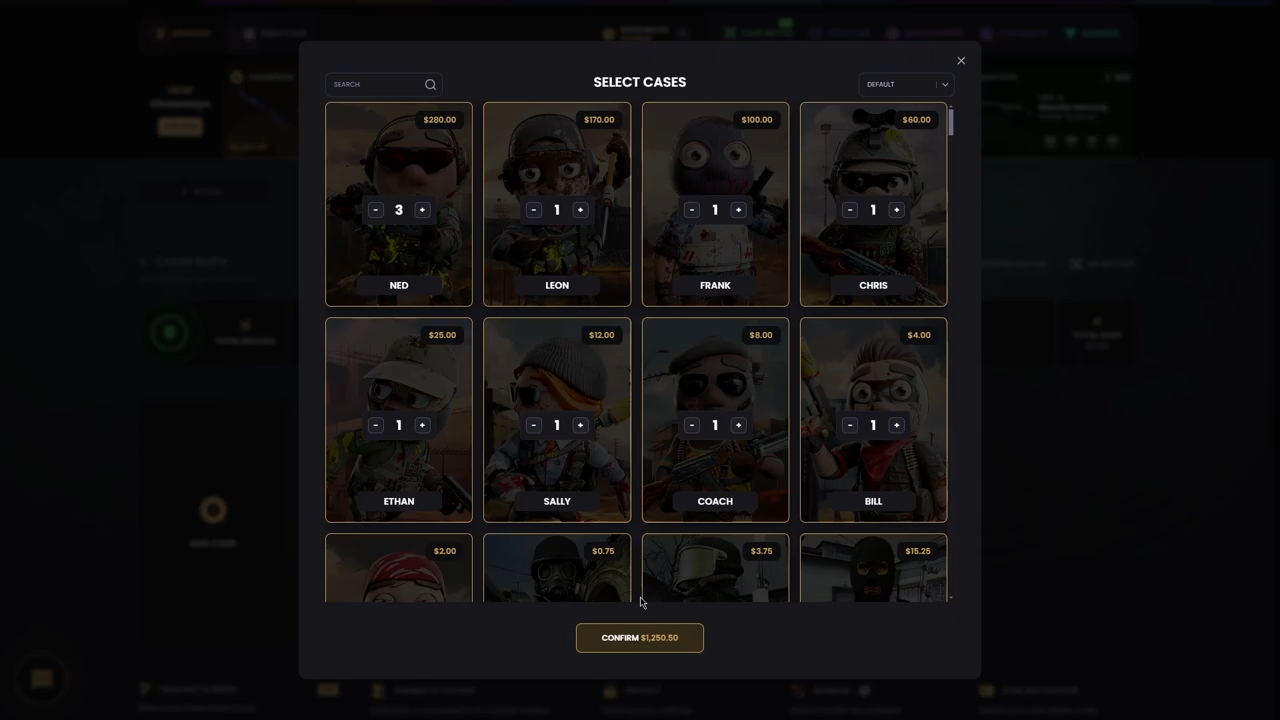 SEARCH
SELECT CASES
DEFAULT
$280.00
$170.00
$100.00
$60.00
- 3 +
- 1 +
- 1 +
- 1 +
NED
LEON
FRANK
CHRIS
$25.00
$12.00
$8.00
$4.00
- 1 +
- 1 +
- 1 +
- 1 +
ETHAN
SALLY
COACH
BILL
$2.00
$0.75
$3.75
$15.25
CONFIRM $1,250.50